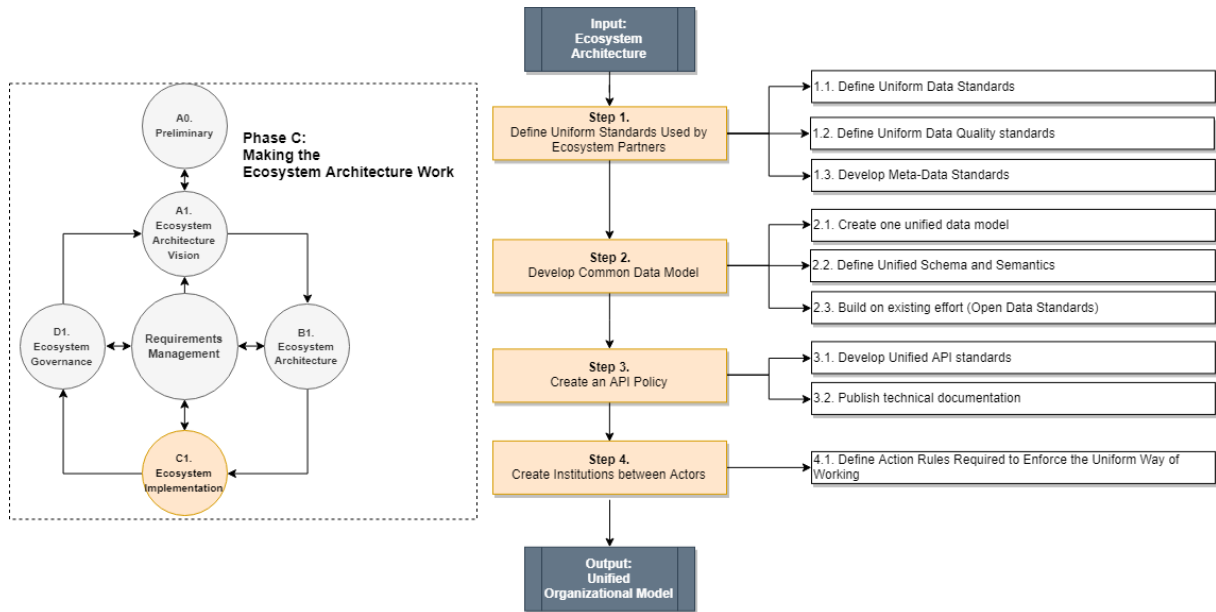 Phase C:
Making the
Ecosystem Architecture Work
A0.
Preliminary
A1.
Ecosystem
Architecture
Vision
D1.
Ecosystem
Governance
Requirements
Management
B1.
Ecosystem
Architecture
C1.
Ecosystem
Implementation
Input:
Ecosystem
Architecture
Step 1.
Define Uniform Standards Used by
Ecosystem Partners
1.1. Define Uniform Data Standards
1.2. Define Uniform Data Quality standards
1.3. Develop Meta-Data Standards
Step 2.
Develop Common Data Model
2.1. Create one unified data model
2.2. Define Unified Schema and Semantics
2.3. Build on existing effort (Open Data Standards)
Step 3.
Create an API Policy
3.1. Develop Unified API standards
3.2. Publish technical documentation
Step 4.
Create Institutions between Actors
4.1. Define Action Rules Required to Enforce the Uniform Way of
Working
Output:
Unified
Organizational Model